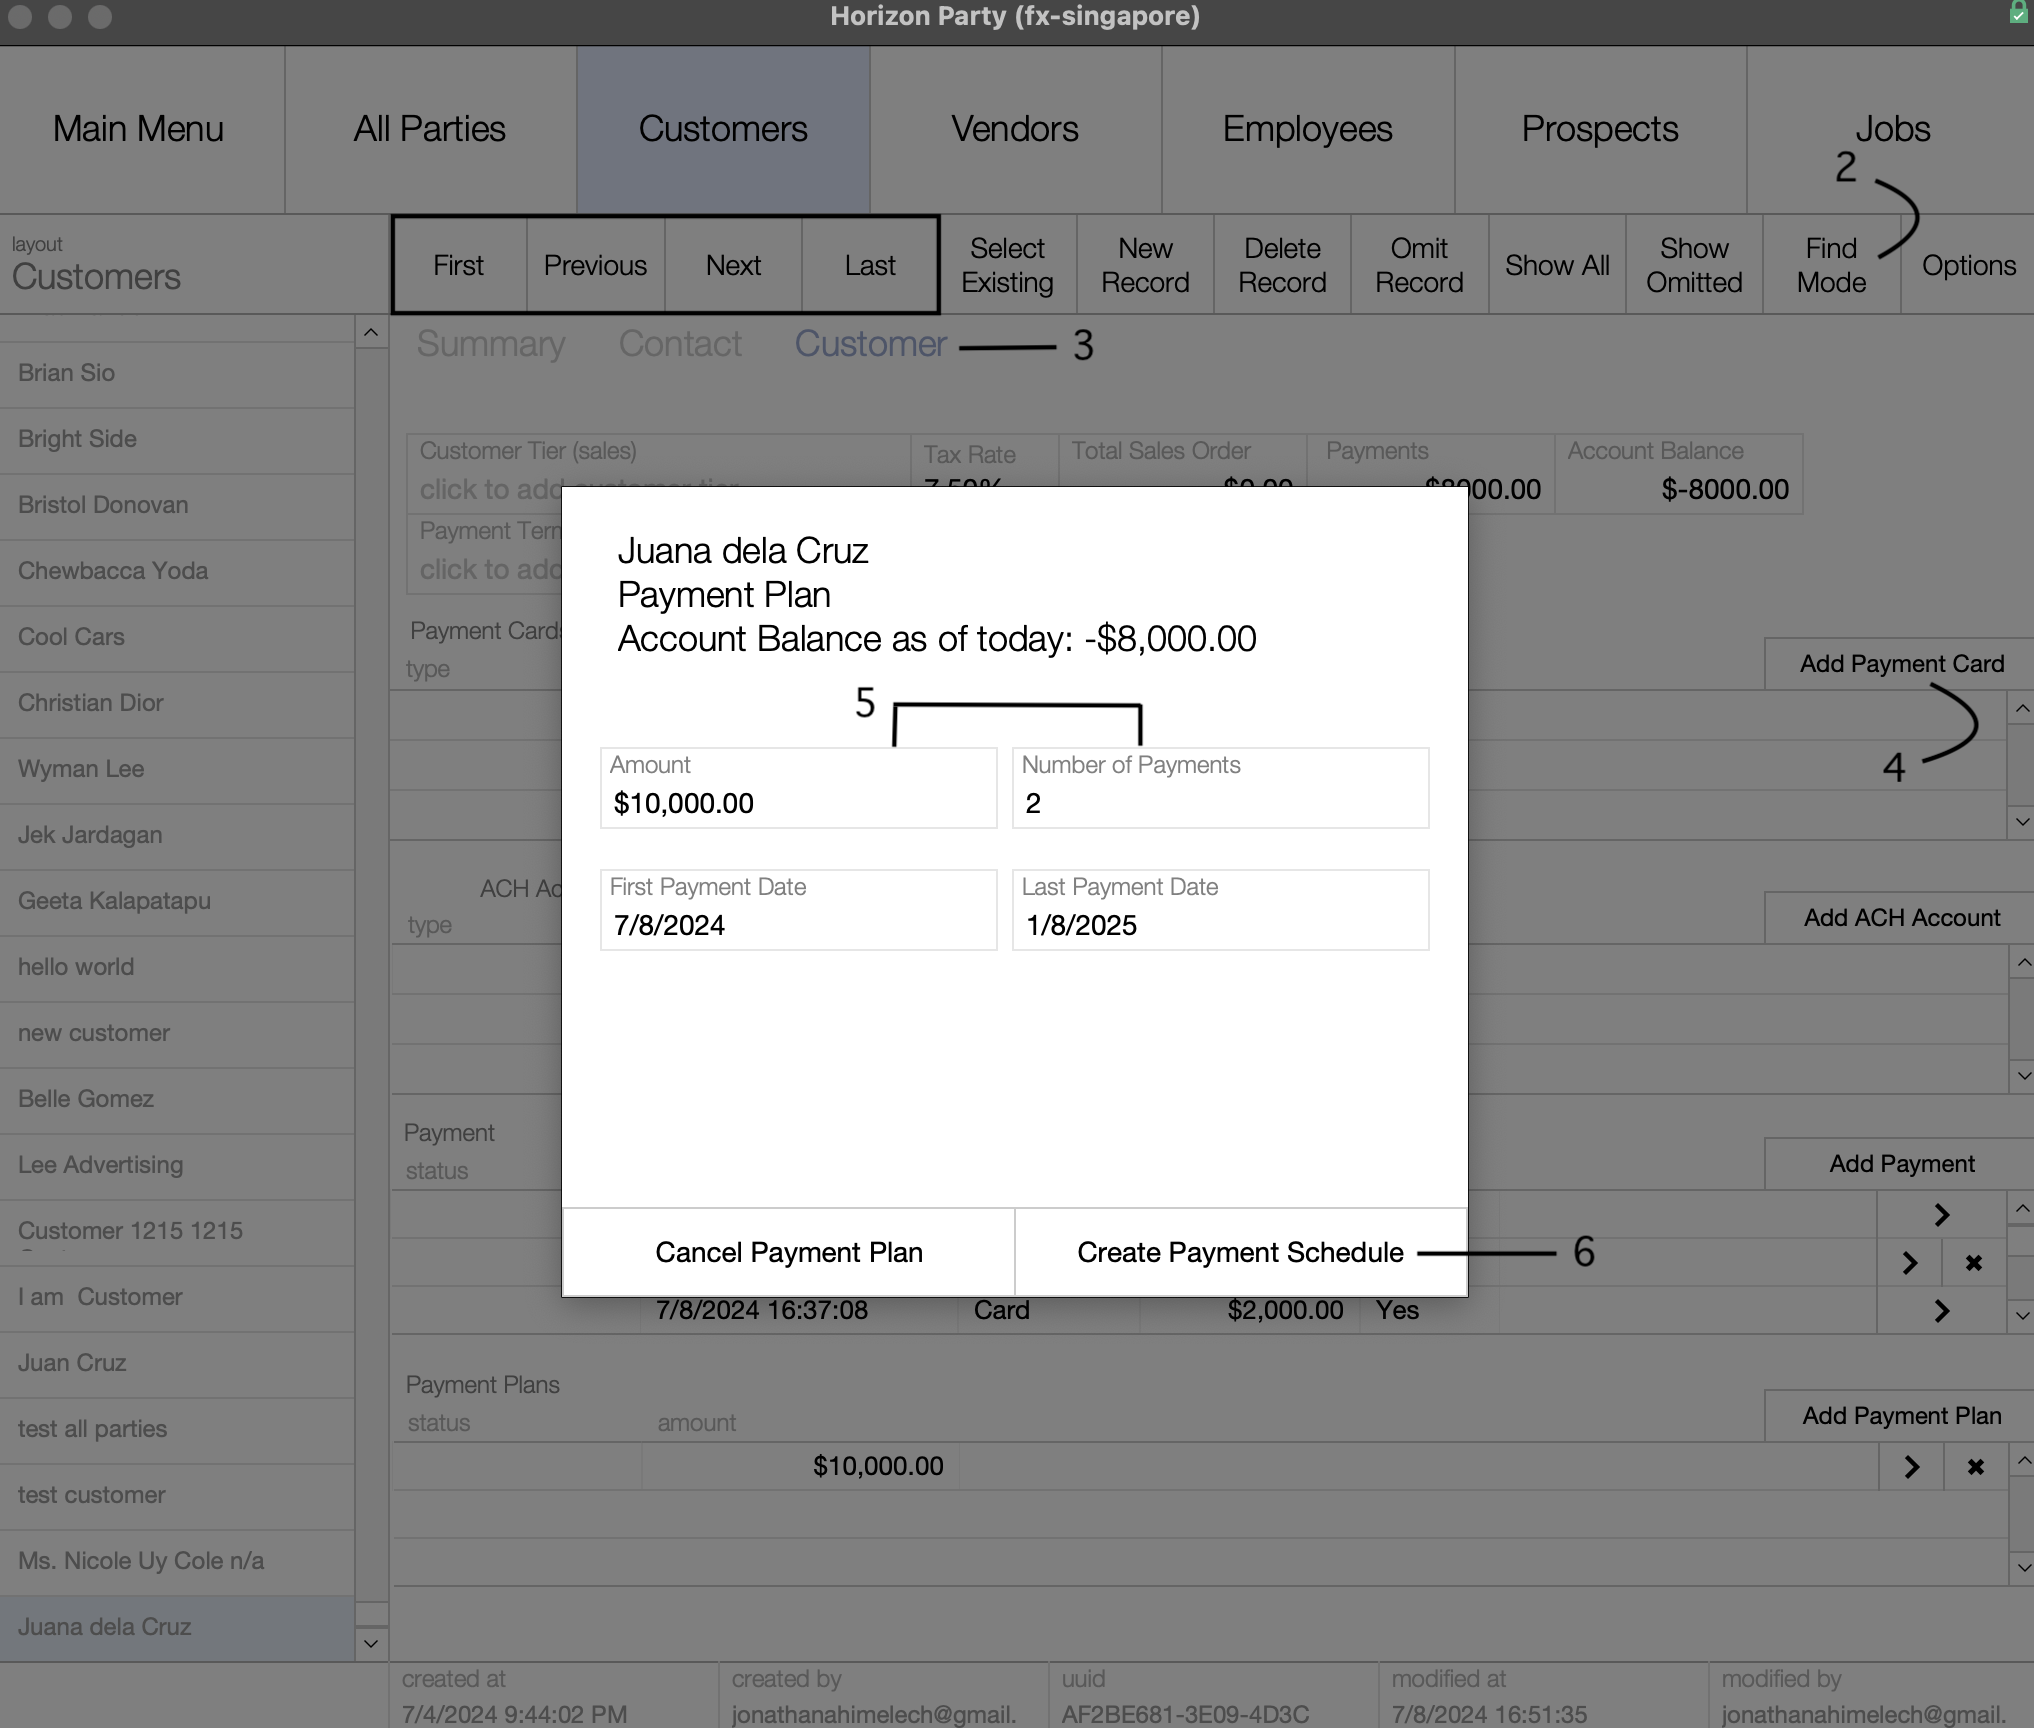 Horizon Party (fx-singapore)
Main Menu
All Parties
Customers
Vendors
Employees
Prospects
Jobs
2
layout
Customers
First
Previous
Next
Last
Select
Existing
New
Record
Delete
Record
Omit
Record
Show All
Show
Omitted
Find
Mode
Options
Summary
Contact
Customer
3
Brian Sio
Bright Side
Bristol Donovan
Chewbacca Yoda
Cool Cars
Christian Dior
Wyman Lee
Jek Jardagan
Geeta Kalapatapu
hello world
new customer
Belle Gomez
Lee Advertising
Customer 1215 1215
I am  Customer
Juan Cruz
test all parties
test customer
Ms. Nicole Uy Cole n/a
Juana dela Cruz
Customer Tier (sales)
click to add customer tier
Tax Rate
7.50%
Total Sales Order
$0.00
Payments
$8000.00
Account Balance
$-8000.00
Payment Term
click to add
Payment Cards
type
Add Payment Card
4
Juana dela Cruz
Payment Plan
Account Balance as of today: -$8,000.00
5
Amount
$10,000.00
Number of Payments
2
First Payment Date
7/8/2024
Last Payment Date
1/8/2025
Cancel Payment Plan
Create Payment Schedule
6
ACH Ac
type
Add ACH Account
Payment
status
Add Payment
7/8/2024 16:37:08
Card
$2,000.00
Yes
Payment Plans
status
amount
Add Payment Plan
$10,000.00
created at
7/4/2024 9:44:02 PM
created by
jonathanahimelech@gmail.
uuid
AF2BE681-3E09-4D3C
modified at
7/8/2024 16:51:35
modified by
jonathanahimelech@gmail.